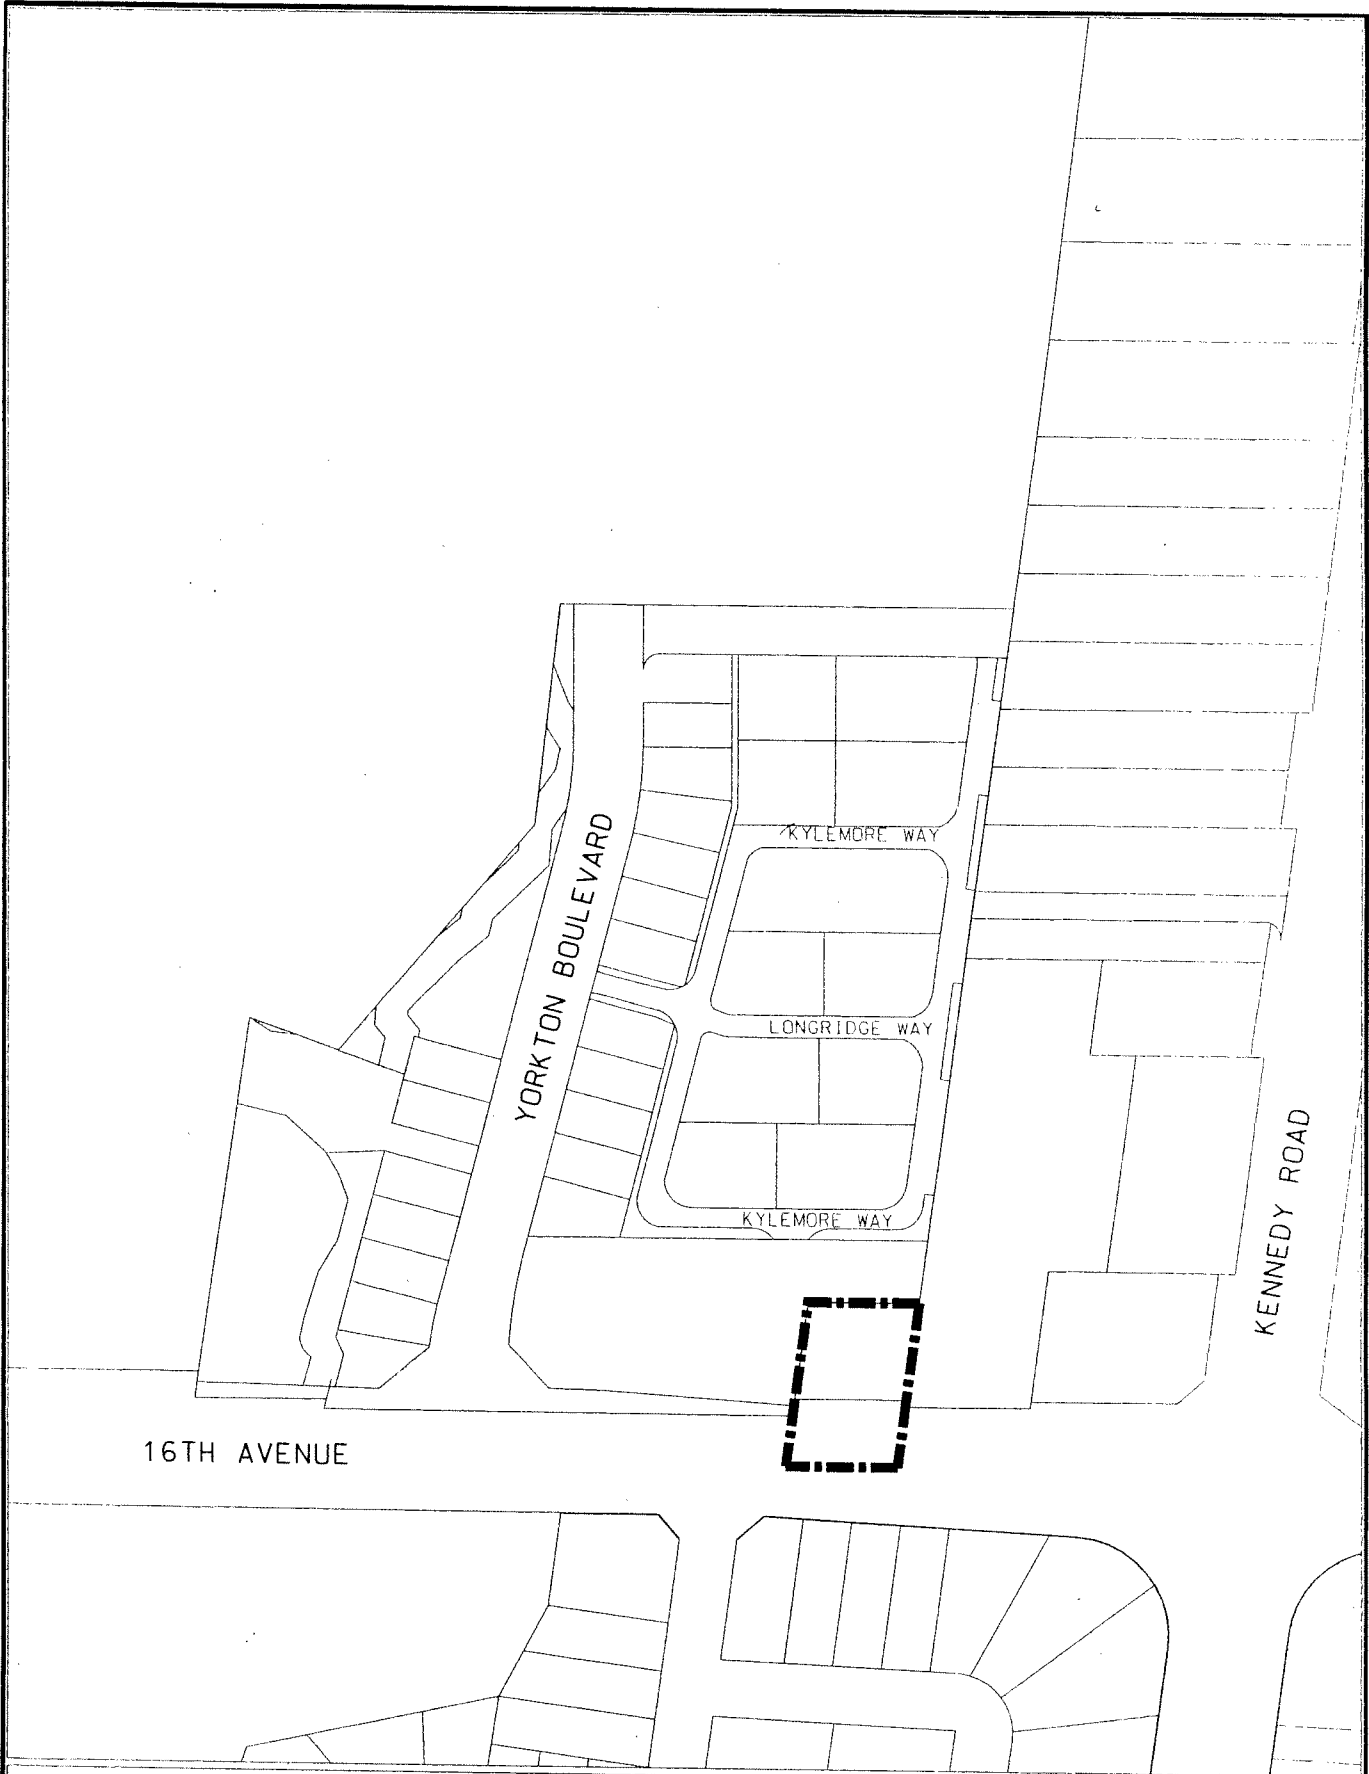 KYLEMORE WAY
YORKTON BOULEVARD
LONGRIDGE WAY
KYLEMORE WAY
KENNEDY ROAD
16TH AVENUE